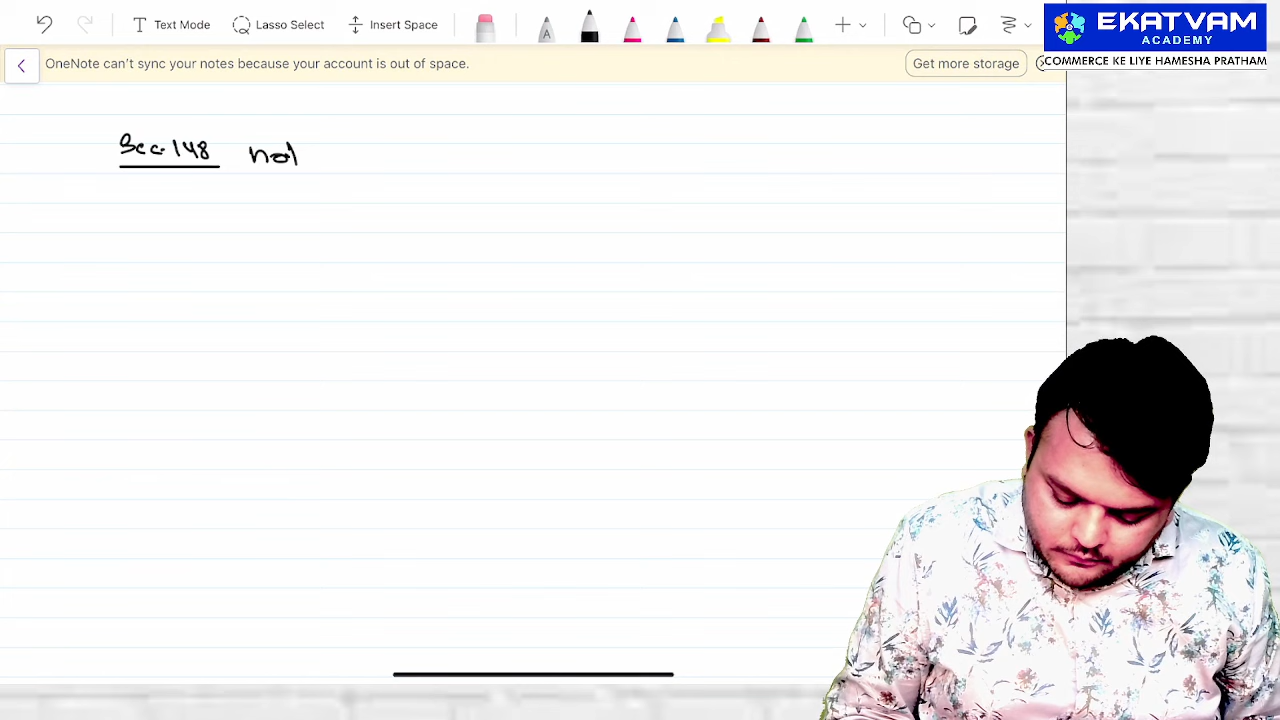 Text Mode Lasso Select Insert Space A
EKATVAM
ACADEMY
COMMERCE KE LIYE HAMESHA PRATHAM
OneNote can't sync your notes because your account is out of space. Get more storage
Sec-148